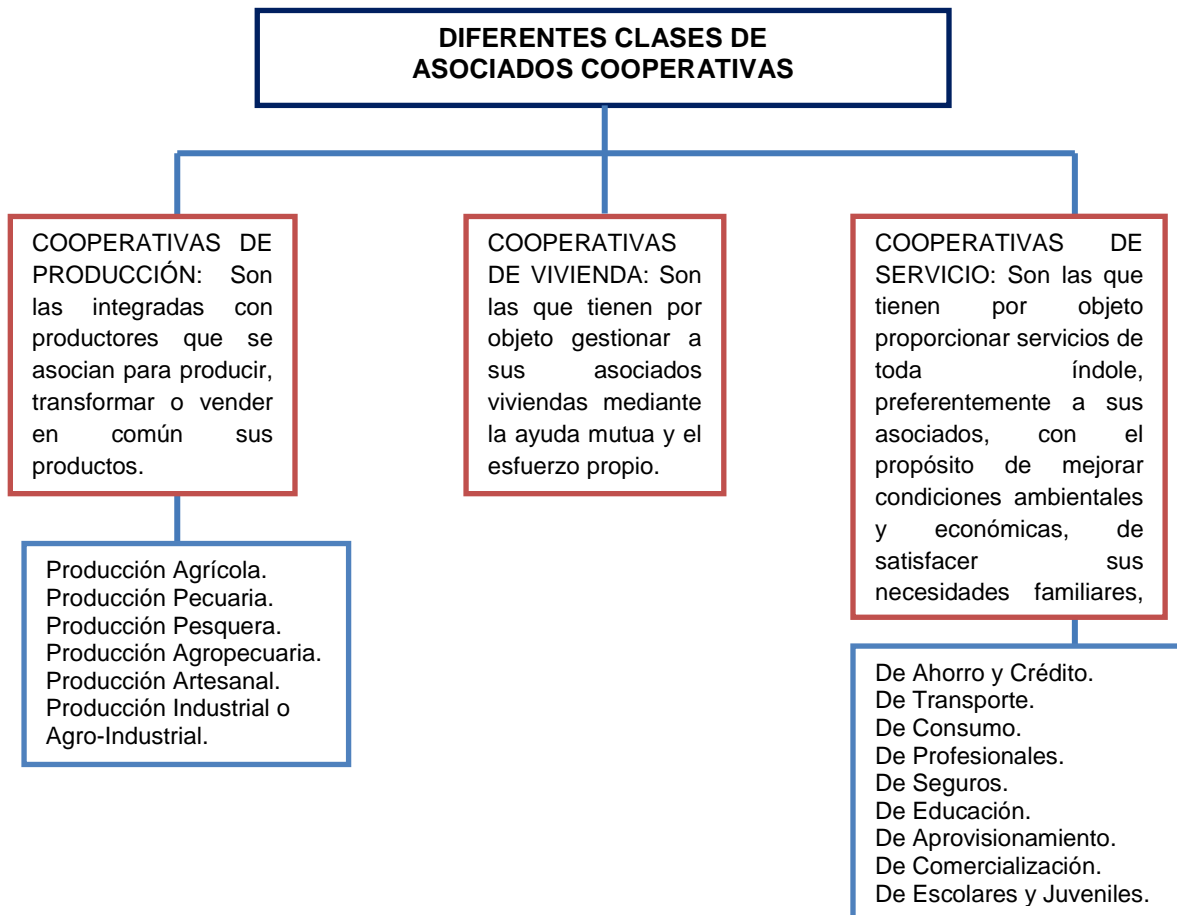 DIFERENTES CLASES DE
ASOCIADOS COOPERATIVAS
COOPERATIVAS DE
PRODUCCIÓN: Son
las integradas con
productores que se
asocian para producir,
transformar o vender
en común sus
productos.
Producción Agrícola.
Producción Pecuaria.
Producción Pesquera.
Producción Agropecuaria.
Producción Artesanal.
Producción Industrial o
Agro-Industrial.
COOPERATIVAS
DE VIVIENDA: Son
las que tienen por
objeto gestionar a
sus asociados
viviendas mediante
la ayuda mutua y el
esfuerzo propio.
COOPERATIVAS DE
SERVICIO: Son las que
tienen por objeto
proporcionar servicios de
toda índole,
preferentemente a sus
asociados, con el
propósito de mejorar
condiciones ambientales
y económicas, de
satisfacer sus
necesidades familiares,
De Ahorro y Crédito.
De Transporte.
De Consumo.
De Profesionales.
De Seguros.
De Educación.
De Aprovisionamiento.
De Comercialización.
De Escolares y Juveniles.